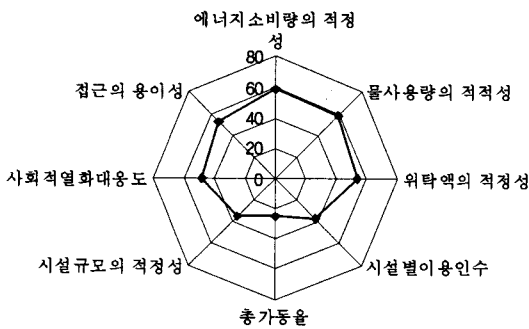 에너지소비량의 적정
성
80
접근의 용이성
물사용량의 적적성
60
40
20
사회적열화대응도
0
위탁액의 적정성
시설규모의 적정성
시설별이용인수
총가동율